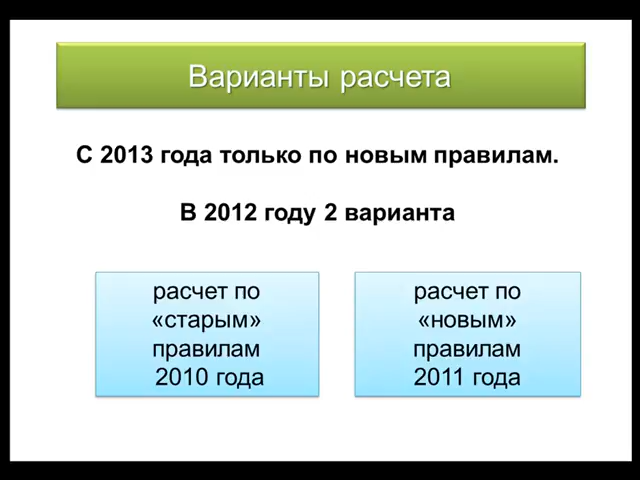 Варианты расчета
С 2013 года только по новым правилам.
В 2012 году 2 варианта
расчет по
«старым»
правилам
2010 года
расчет по
«новым»
правилам
2011 года